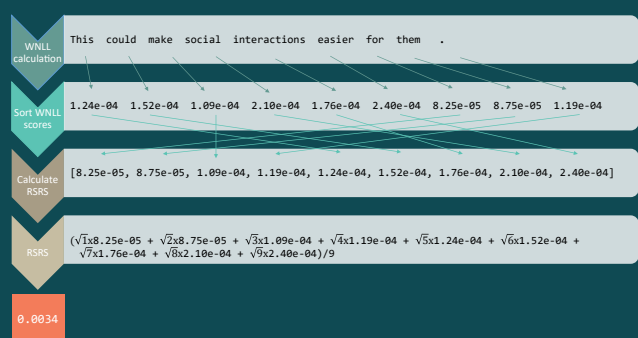 WNLL
calculation
This could make social interactions easier for them .
Sort WNLL
scores
1.24e-04 1.52e-04 1.09e-04 2.10e-04 1.76e-04 2.40e-04 8.25e-05 8.75e-05 1.19e-04
Calculate
RSRS
[8.25e-05, 8.75e-05, 1.09e-04, 1.19e-04, 1.24e-04, 1.52e-04, 1.76e-04, 2.10e-04, 2.40e-04]
RSRS
(√1x8.25e-05 + √2x8.75e-05 + √3x1.09e-04 + √4x1.19e-04 + √5x1.24e-04 + √6x1.52e-04 +
√7x1.76e-04 + √8x2.10e-04 + √9x2.40e-04)/9
0.0034